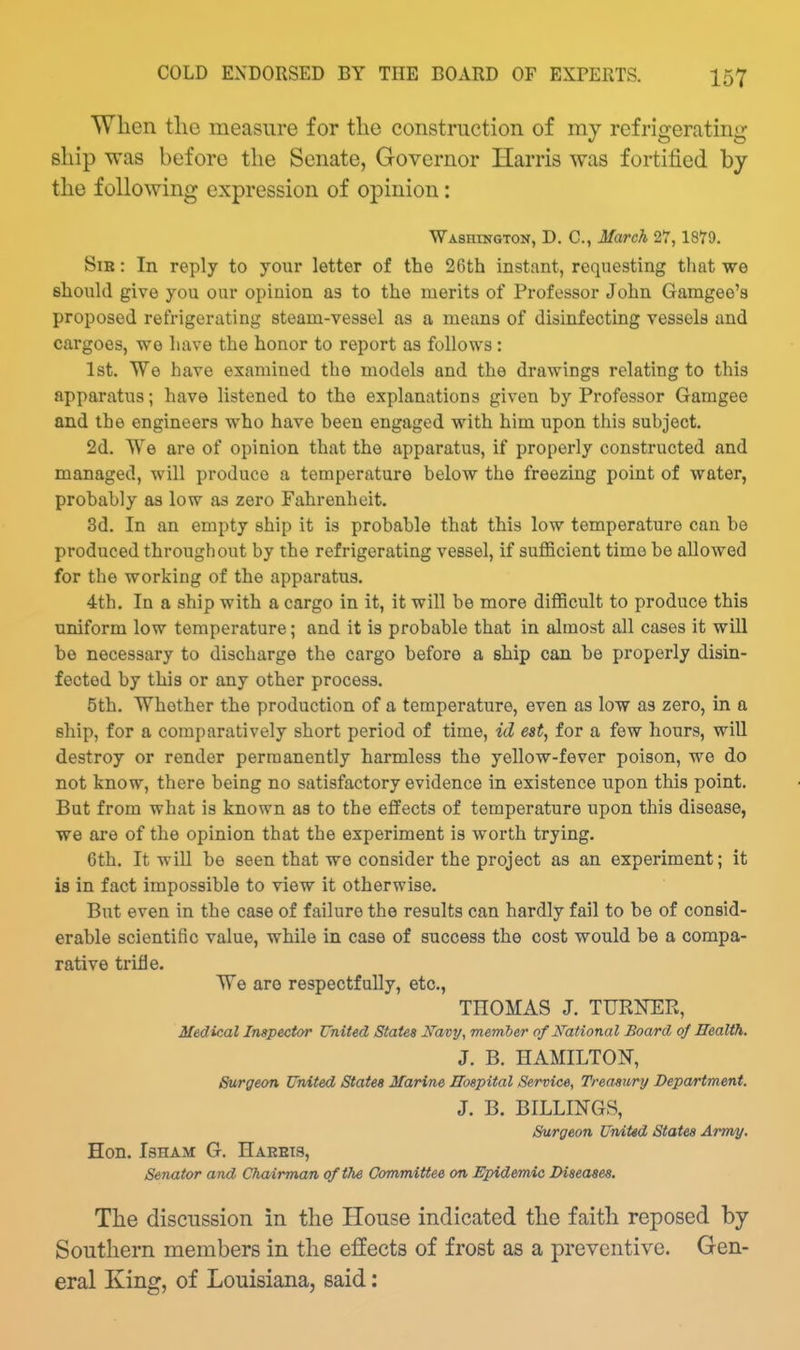 COLD ENDORSED BY THE BOARD OF EXPERTS. 157
When the measure for the construction of my refrigerating
ship was before the Senate, Governor Harris was fortified by
the following expression of opinion:
WASHINGTON, D. C., March 27, 1879.
SIR: In reply to your letter of the 26th instant, requesting that we
should give you our opinion as to the merits of Professor John Gamgee's
proposed refrigerating steam-vessel as a means of disinfecting vessels and
cargoes, we have the honor to report as follows:
1st. We have examined the models and the drawings relating to this
apparatus; have listened to the explanations given by Professor Gamgee
and the engineers who have been engaged with him upon this subject.
2d. We are of opinion that the apparatus, if properly constructed and
managed, will produce a temperature below the freezing point of water,
probably as low as zero Fahrenheit.
3d. In an empty ship it is probable that this low temperature can be
produced throughout by the refrigerating vessel, if sufficient time be allowed
for the working of the apparatus.
4th. In a ship with a cargo in it, it will be more difficult to produce this
uniform low temperature; and it is probable that in almost all cases it will
be necessary to discharge the cargo before a ship can be properly disin-
fected by this or any other process.
5th. Whether the production of a temperature, even as low as zero, in a
ship, for a comparatively short period of time, id est, for a few hours, will
destroy or render permanently harmless the yellow-fever poison, we do
not know, there being no satisfactory evidence in existence upon this point.
But from what is known as to the effects of temperature upon this disease,
we are of the opinion that the experiment is worth trying.
6th. It will be seen that we consider the project as an experiment; it
is in fact impossible to view it otherwise.
But even in the case of failure the results can hardly fail to be of consid-
erable scientific value, while in case of success the cost would be a compa-
rative trifle.
We are respectfully, etc.,
THOMAS J. TURNER,
Medical Inspector United States Navy, member of National Board of Health.
J. B. HAMILTON,
Surgeon United States Marine Hospital Service, Treasury Department.
J. B. BILLINGS,
Surgeon United States Army.
Hon. ISHAM G. HARRIS,
Senator and Chairman of the Committee on Epidemic Diseases.
The discussion in the House indicated the faith reposed by
Southern members in the effects of frost as a preventive. Gen-
eral King, of Louisiana, said: